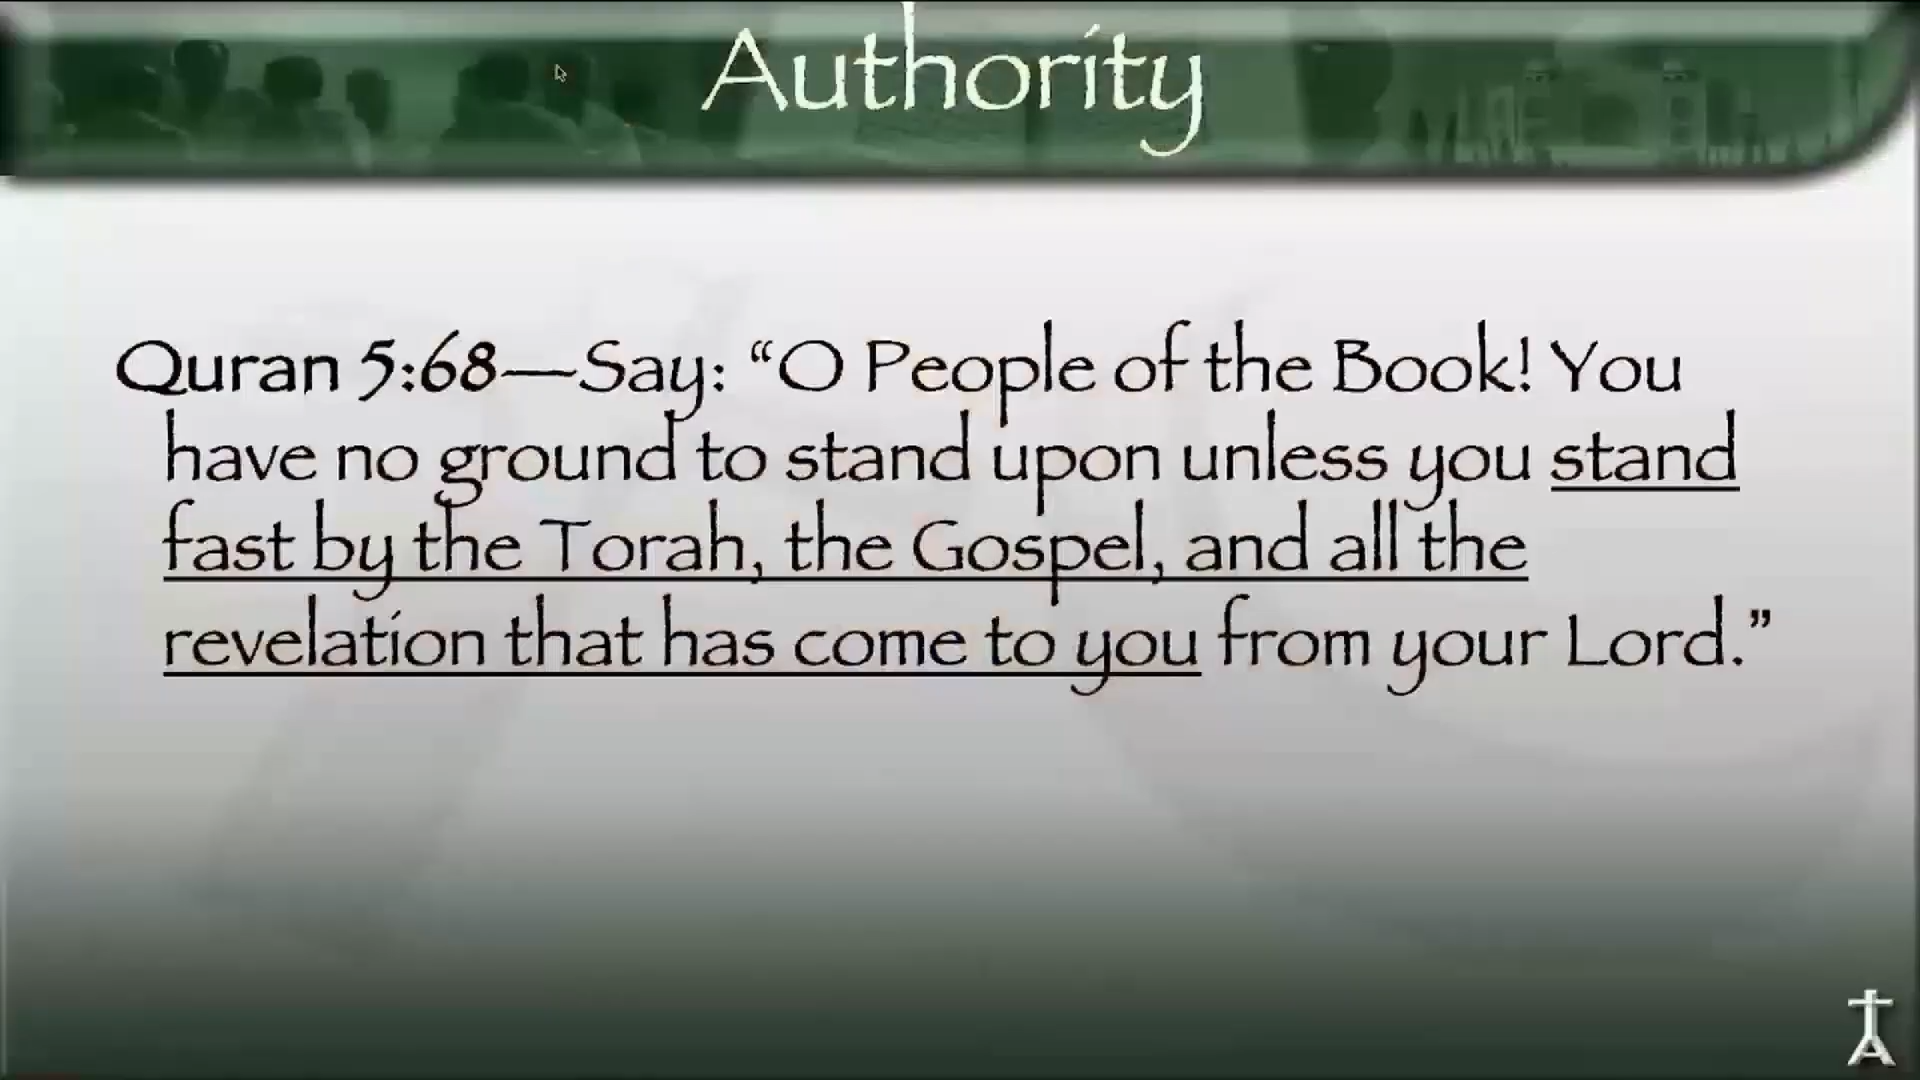 Authority
Quran 5:68—Say: “O People of the Book! You
have no ground to stand upon unless you stand
fast by the Torah, the Gospel, and all the
revelation that has come to you from your Lord.”